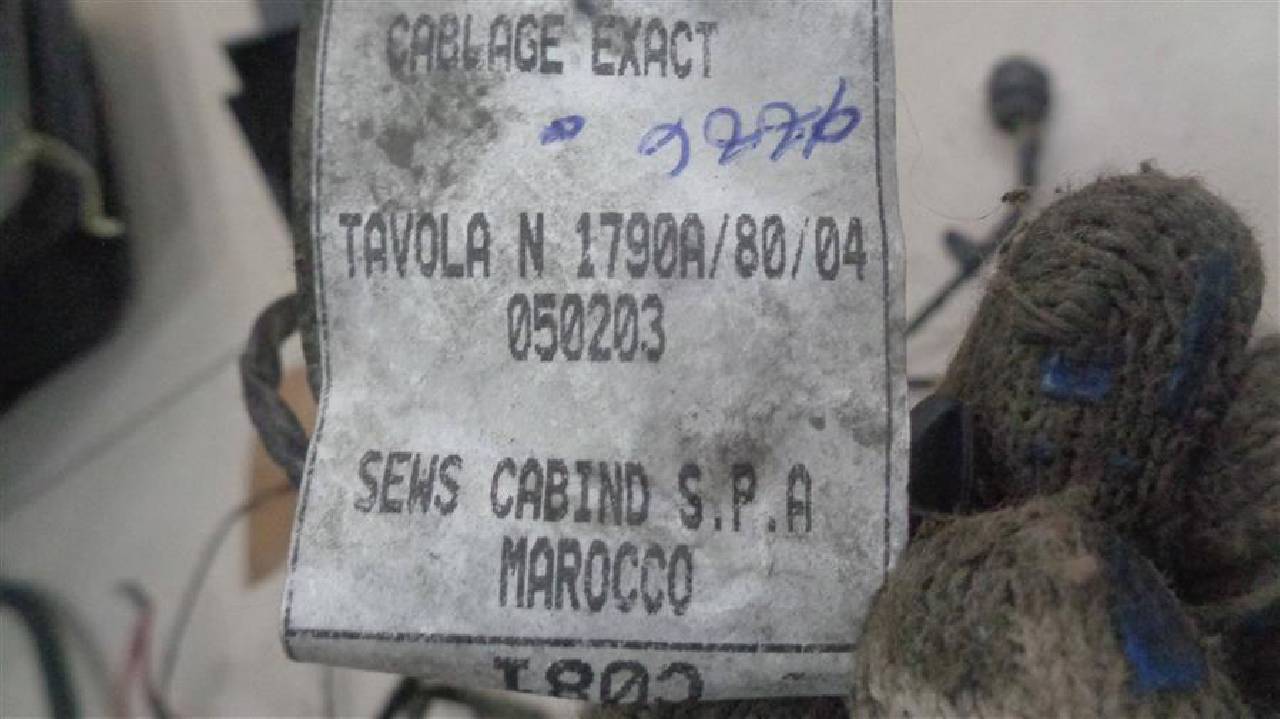 CABLAGE EXACT
TAVOLA N 1790A/80/04
050203
SEWS CABIND S.P.A
MAROCCO